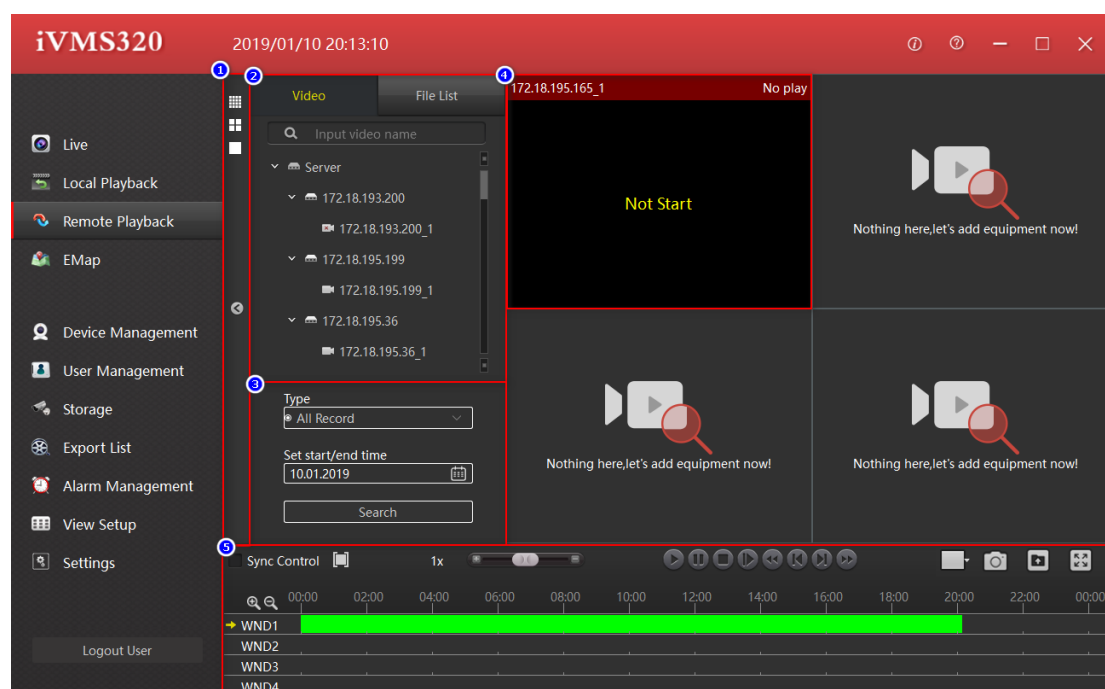 iVMS320
2019/01/10 20:13:10
1
2
4
Video
File List
172.18.195.165_1
No play
Input video name
Server
172.18.193.200
172.18.193.200_1
172.18.195.199
172.18.195.199_1
172.18.195.36
172.18.195.36_1
Live
Local Playback
Remote Playback
EMap
Device Management
User Management
Storage
Export List
Alarm Management
View Setup
Settings
Logout User
Not Start
Nothing here,let's add equipment now!
Nothing here,let's add equipment now!
Nothing here,let's add equipment now!
3
Type
All Record
Set start/end time
10.01.2019
Search
5
Sync Control
1x
00:00 02:00 04:00 06:00 08:00 10:00 12:00 14:00 16:00 18:00 20:00 22:00 00:00
WND1
WND2
WND3
WND4